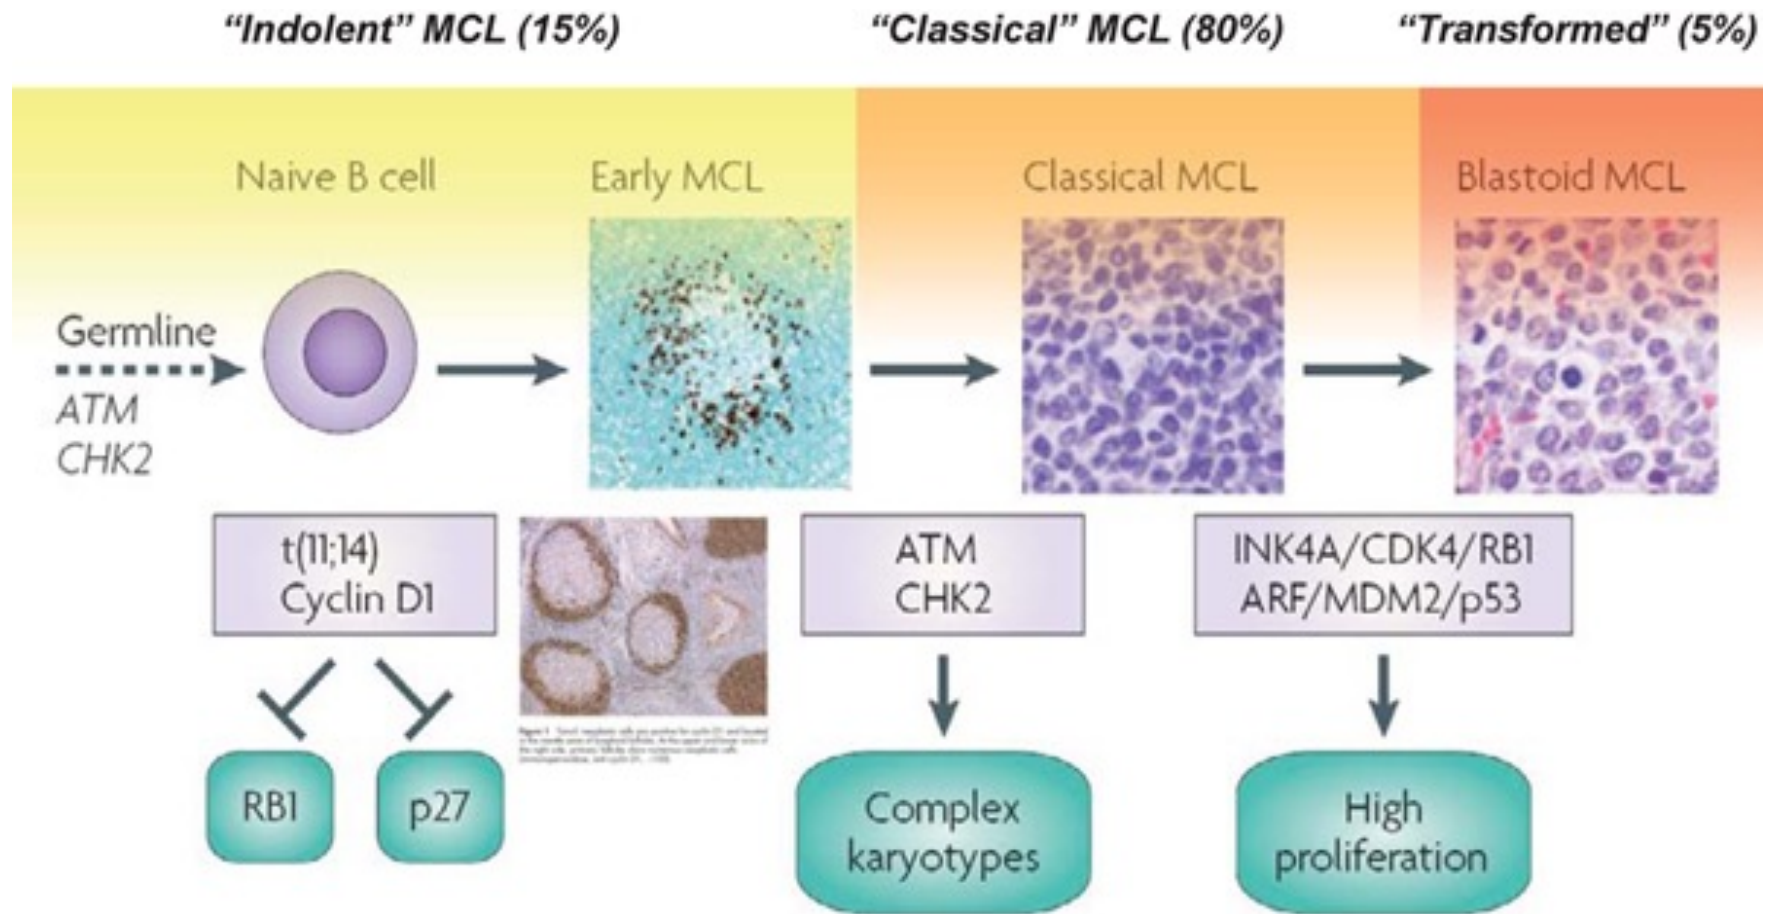 “Indolent” MCL (15%)
“Classical” MCL (80%)
“Transformed” (5%)
Naive B cell
Early MCL
Classical MCL
Blastoid MCL
Germline
ATM
CHK2
t(11;14)
Cyclin D1
ATM
CHK2
INK4A/CDK4/RB1
ARF/MDM2/p53
RB1
p27
Complex
karyotypes
High
proliferation